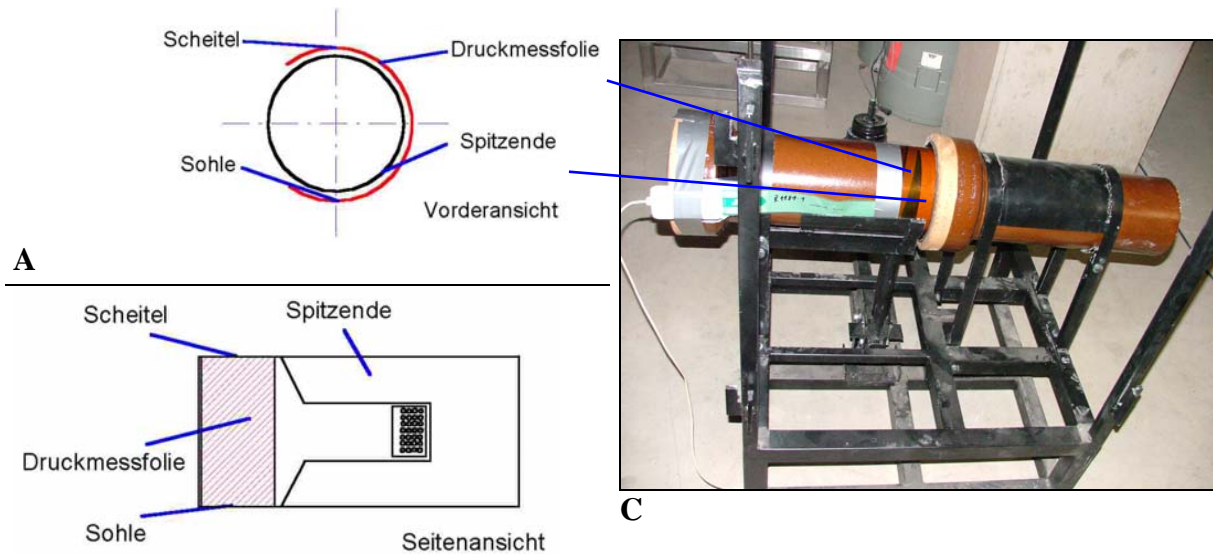 Scheitel
Druckmessfolie
Spitzende
Sohle
Vorderansicht
A
Scheitel
Spitzende
Druckmessfolie
Sohle
Seitenansicht
C